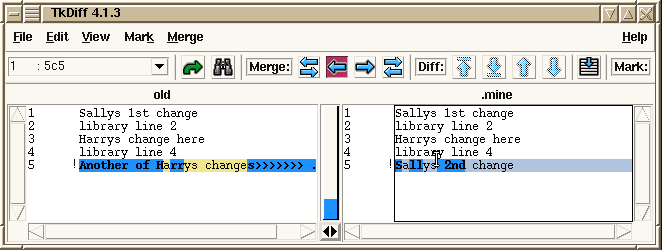 TkDiff 4.1.3
File Edit View Mark Merge Help
1 : 5c5 Merge: Diff: Mark:
old
1 Sallys 1st change
2 library line 2
3 Harrys change here
4 library line 4
5 !Another of Harrys changes>>>>>>> .
.mine
1 Sallys 1st change
2 library line 2
3 Harrys change here
4 library line 4
5 !Sallys 2nd change